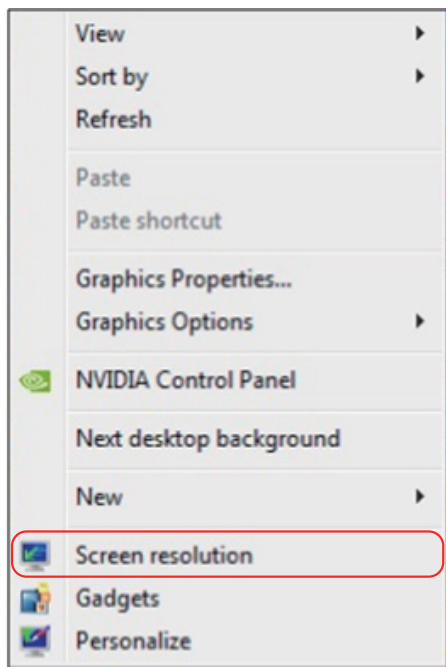 View
Sort by
Refresh
Paste
Paste shortcut
Graphics Properties...
Graphics Options
NVIDIA Control Panel
Next desktop background
New
Screen resolution
Gadgets
Personalize